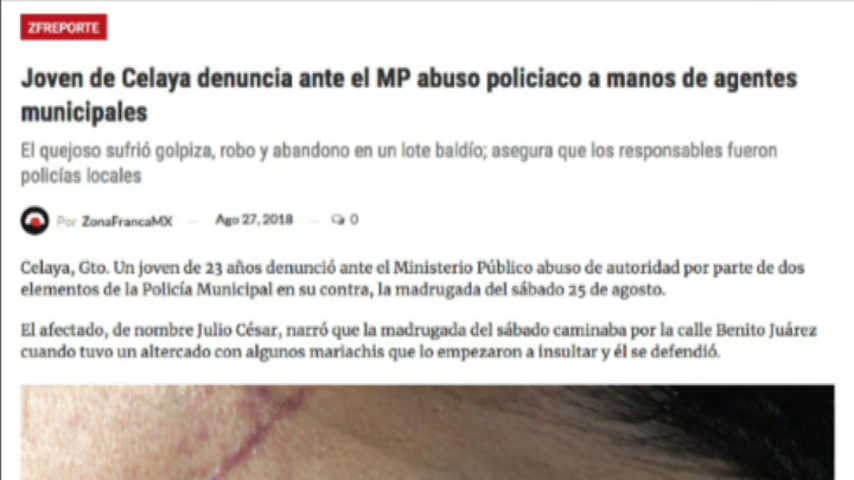 ZFREPORTE
Joven de Celaya denuncia ante el MP abuso policiaco a manos de agentes
municipales
El quejoso sufrió golpiza, robo y abandono en un lote baldío; asegura que los responsables fueron
policías locales
Por ZonaFrancaMX — Ago 27, 2018 — 0
Celaya, Gto. Un joven de 23 años denunció ante el Ministerio Público abuso de autoridad por parte de dos
elementos de la Policía Municipal en su contra, la madrugada del sábado 25 de agosto.
El afectado, de nombre Julio César, narró que la madrugada del sábado caminaba por la calle Benito Juárez
cuando tuvo un altercado con algunos mariachis que lo empezaron a insultar y él se defendió.